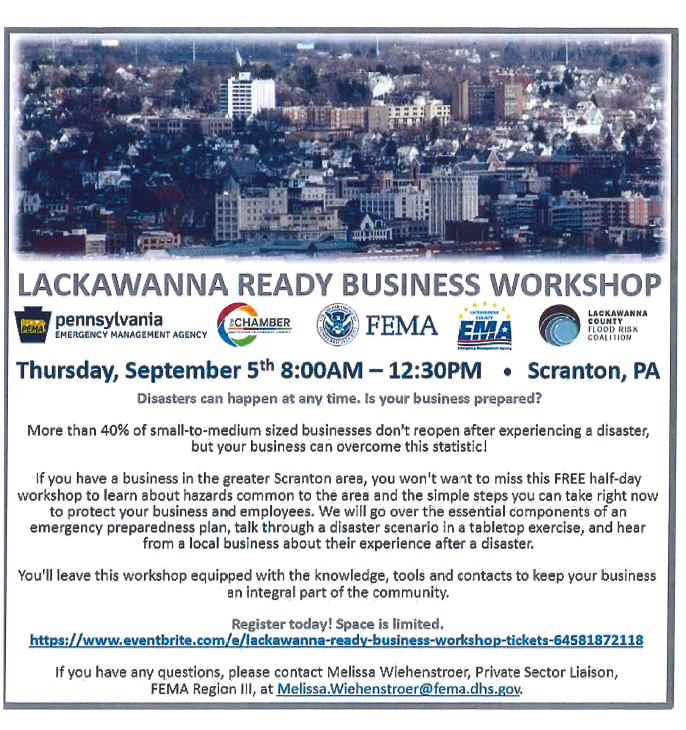 LACKAWANNA READY BUSINESS WORKSHOP
PEMA
pennsylvania
EMERGENCY MANAGEMENT AGENCY
THE CHAMBER
FEMA
LACKAWANNA
COUNTY
EMA
Emergency Management Agency
LACKAWANNA
COUNTY
FLOOD RISK
COALITION
Thursday, September 5th 8:00AM – 12:30PM • Scranton, PA
Disasters can happen at any time. Is your business prepared?
More than 40% of small-to-medium sized businesses don't reopen after experiencing a disaster,
but your business can overcome this statistic!
If you have a business in the greater Scranton area, you won't want to miss this FREE half-day
workshop to learn about hazards common to the area and the simple steps you can take right now
to protect your business and employees. We will go over the essential components of an
emergency preparedness plan, talk through a disaster scenario in a tabletop exercise, and hear
from a local business about their experience after a disaster.
You'll leave this workshop equipped with the knowledge, tools and contacts to keep your business
an integral part of the community.
Register today! Space is limited.
https://www.eventbrite.com/e/lackawanna-ready-business-workshop-tickets-64581872118
If you have any questions, please contact Melissa Wiehenstroer, Private Sector Liaison,
FEMA Region III, at Melissa.Wiehenstroer@fema.dhs.gov.